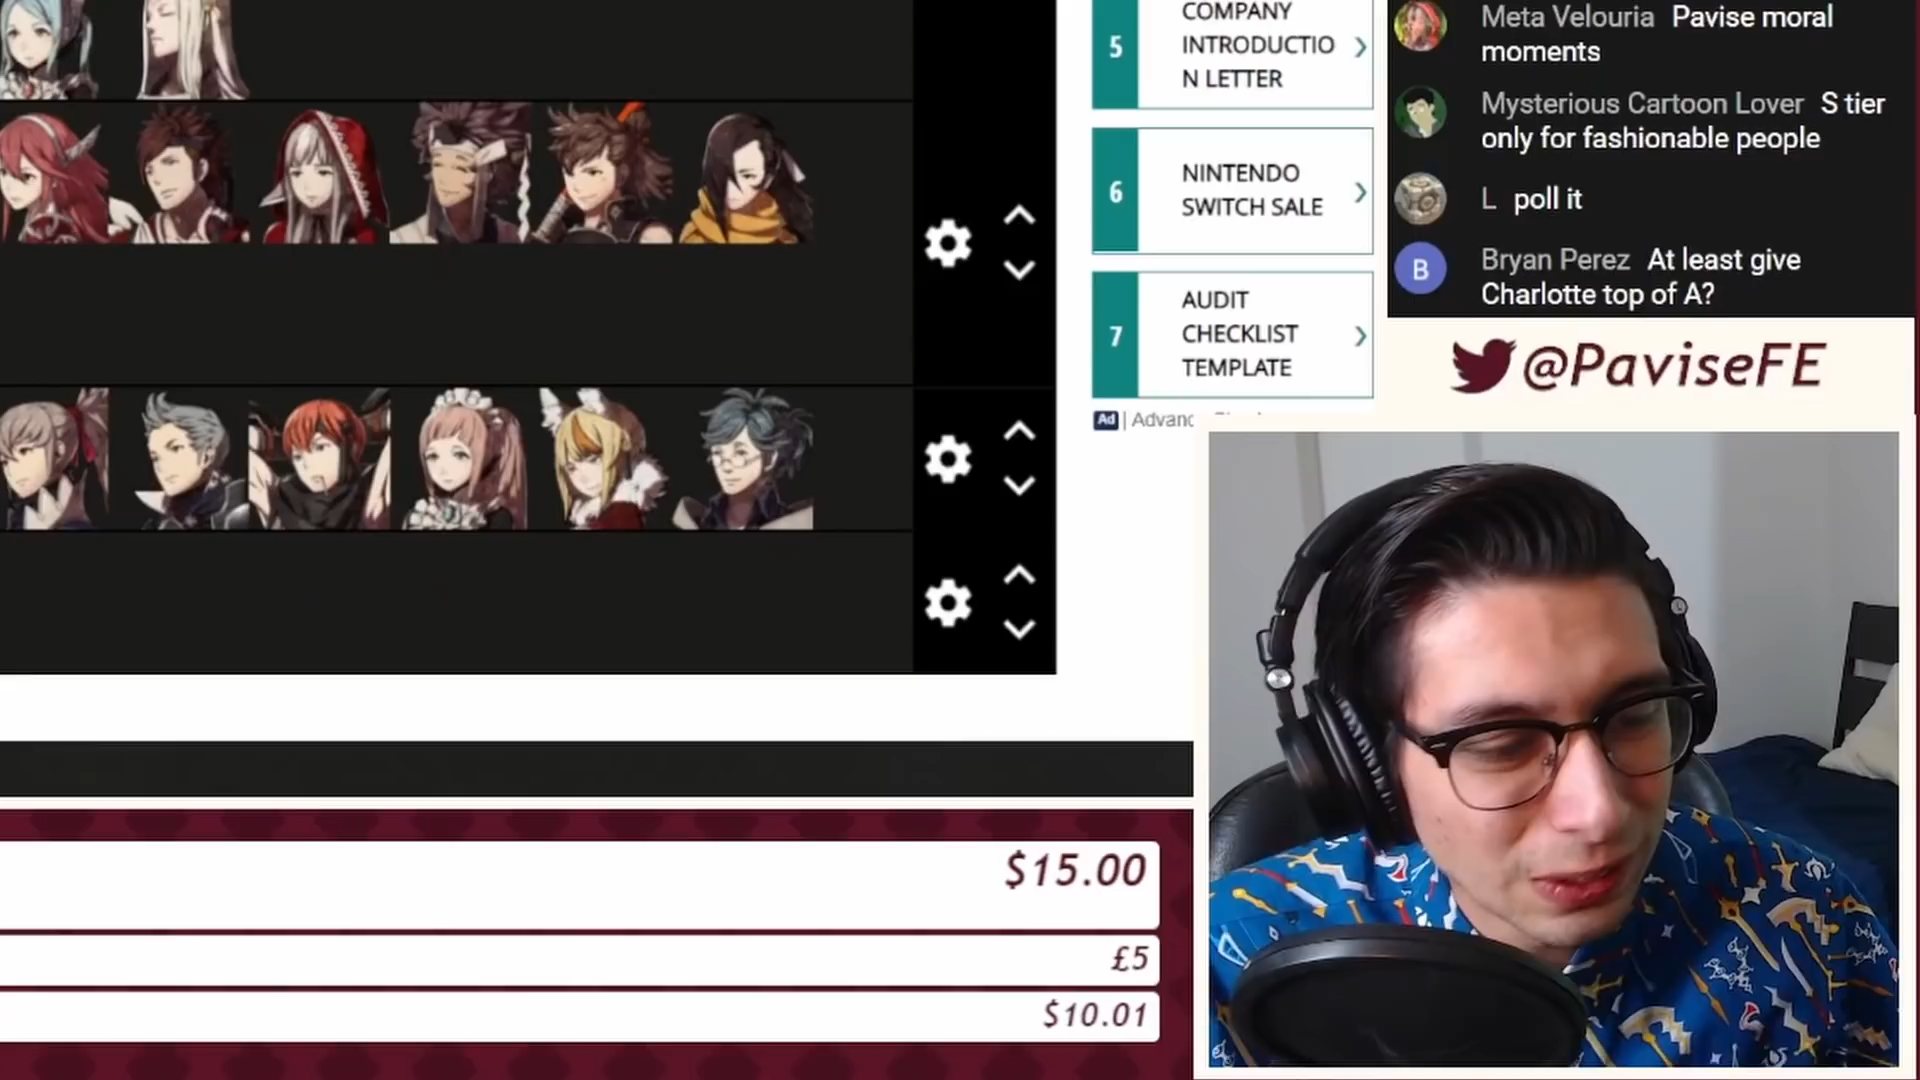 5
COMPANY
INTRODUCTIO
N LETTER
6
NINTENDO
SWITCH SALE
7
AUDIT
CHECKLIST
TEMPLATE
Ad | Advanc
Meta Velouria Pavise moral
moments
Mysterious Cartoon Lover S tier
only for fashionable people
L poll it
B
Bryan Perez At least give
Charlotte top of A?
@PaviseFE
$15.00
£5
$10.01